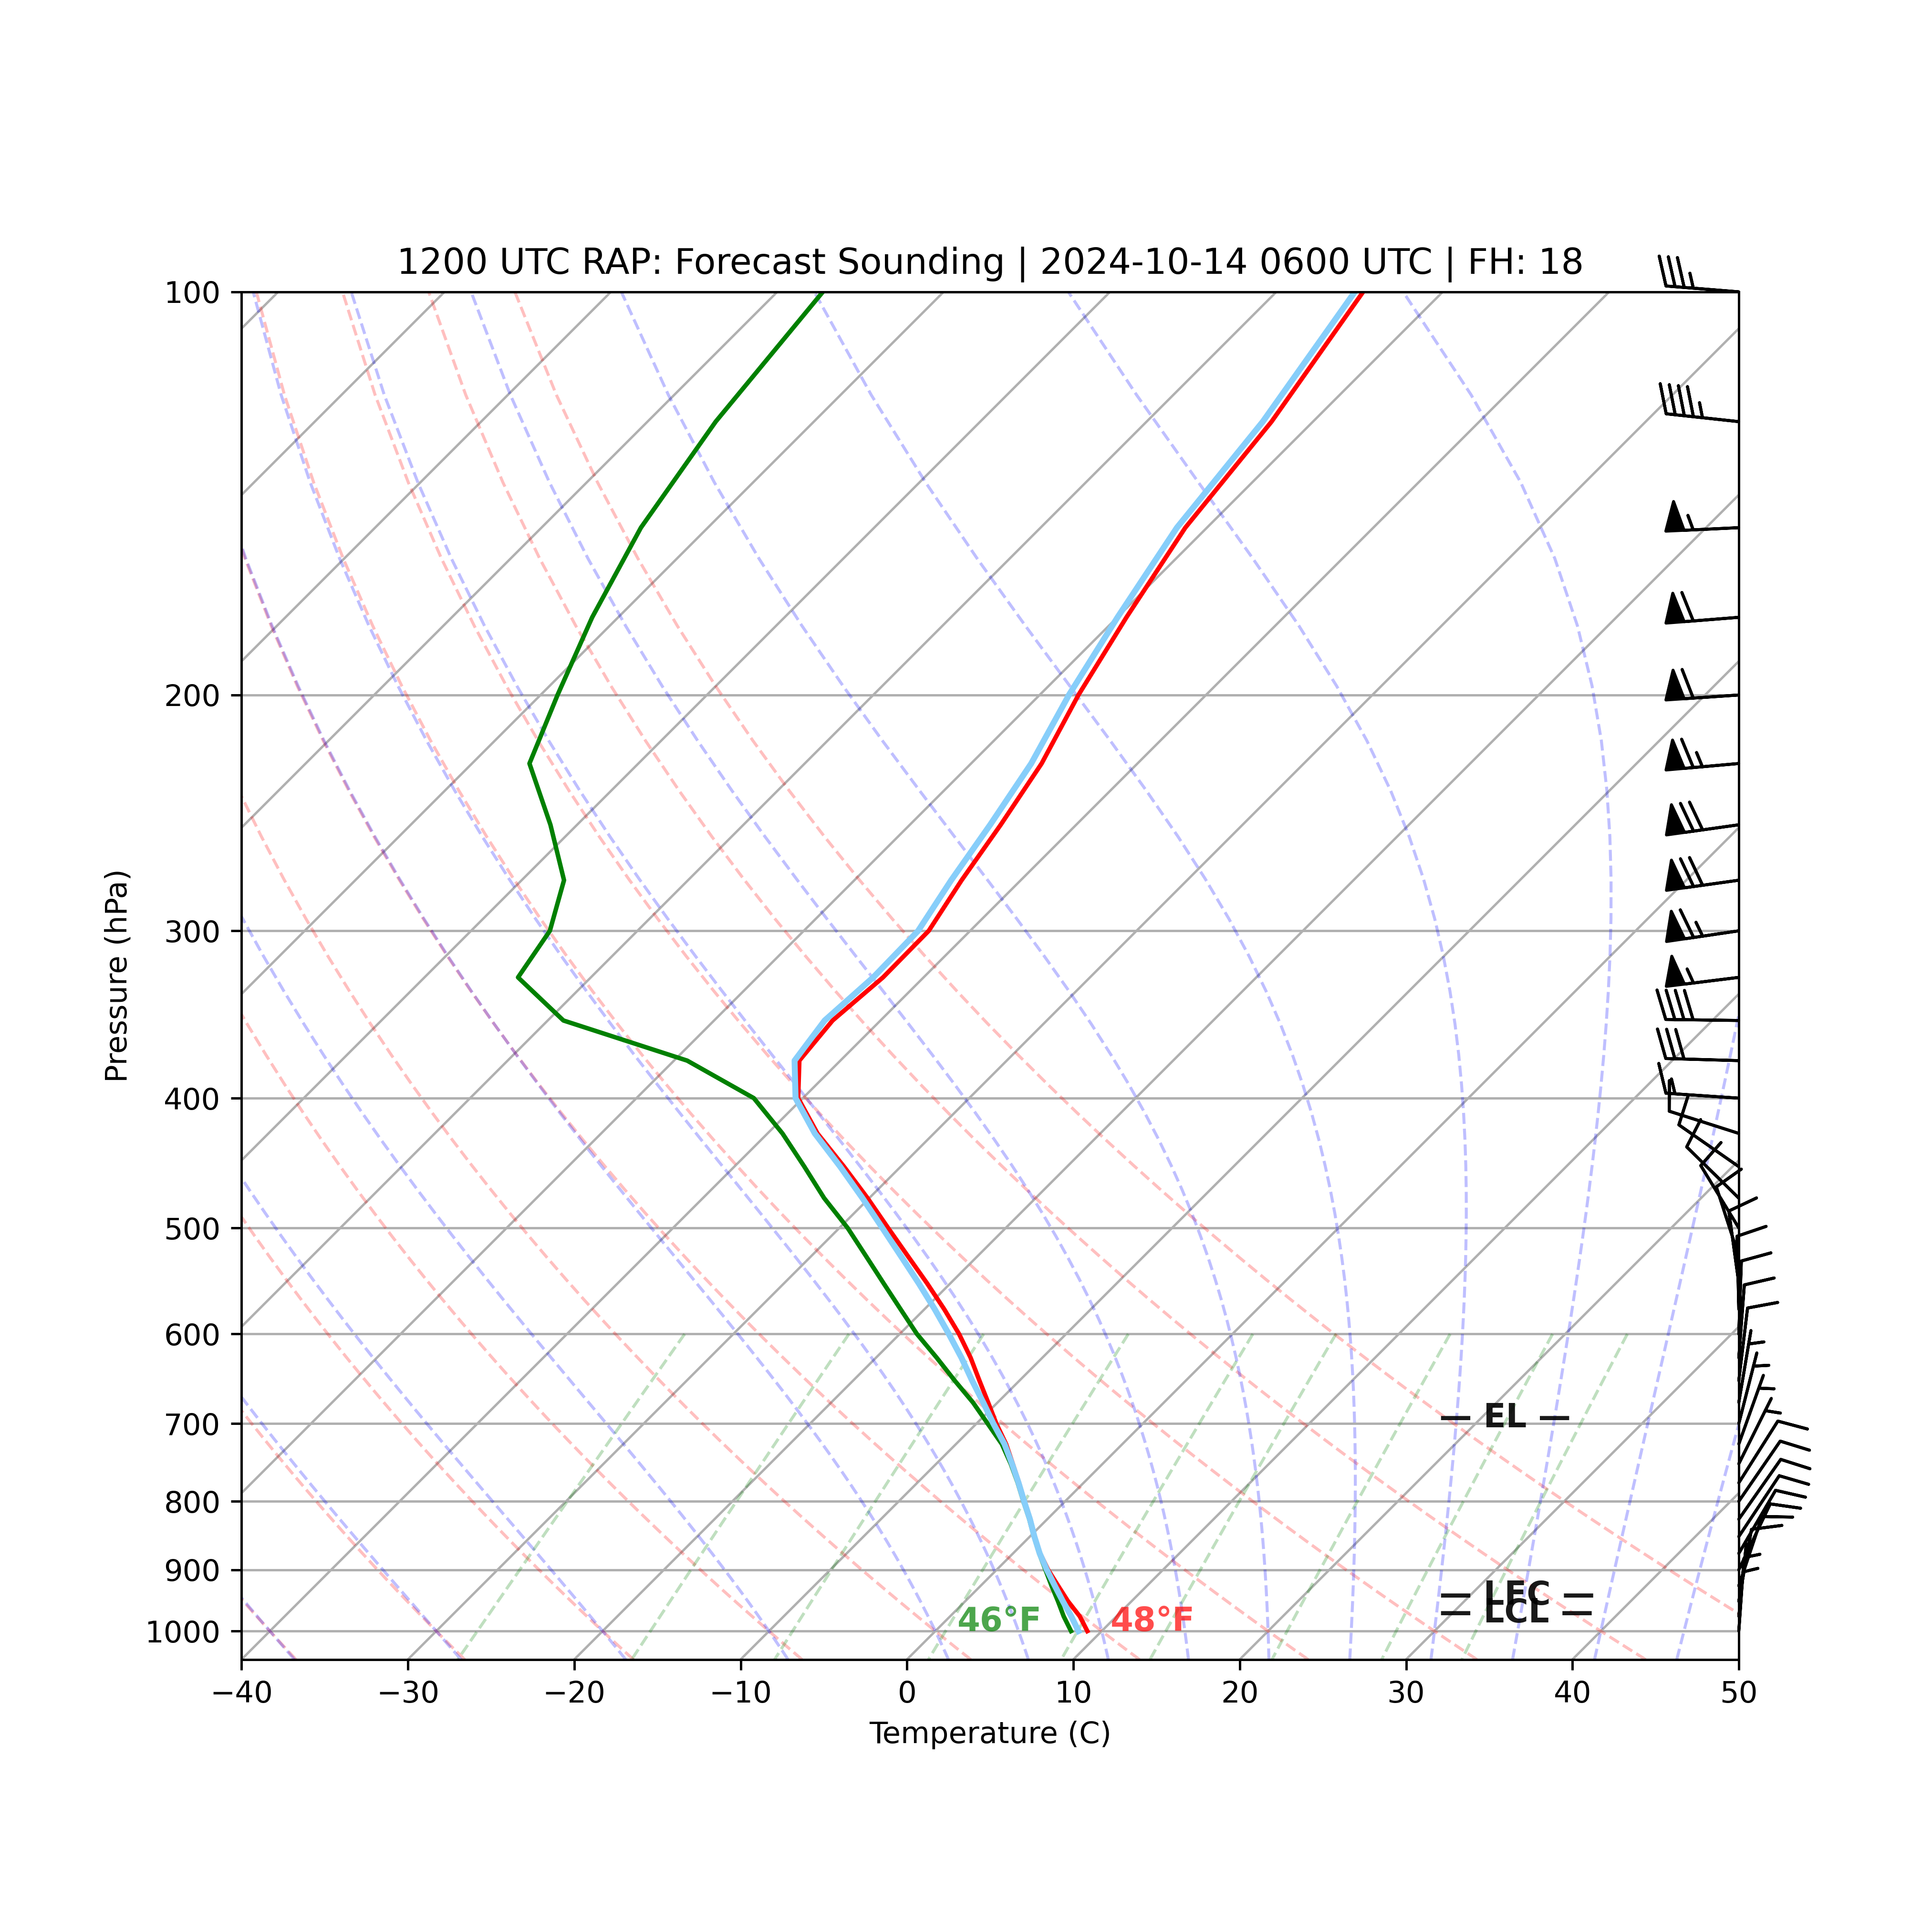 1200 UTC RAP: Forecast Sounding | 2024-10-14 0600 UTC | FH: 18
100
200
300
400
500
600
700
800
900
1000
Pressure (hPa)
— EL —
— LFC —
— LCL —
46°F
48°F
−40
−30
−20
−10
0
10
20
30
40
50
Temperature (C)